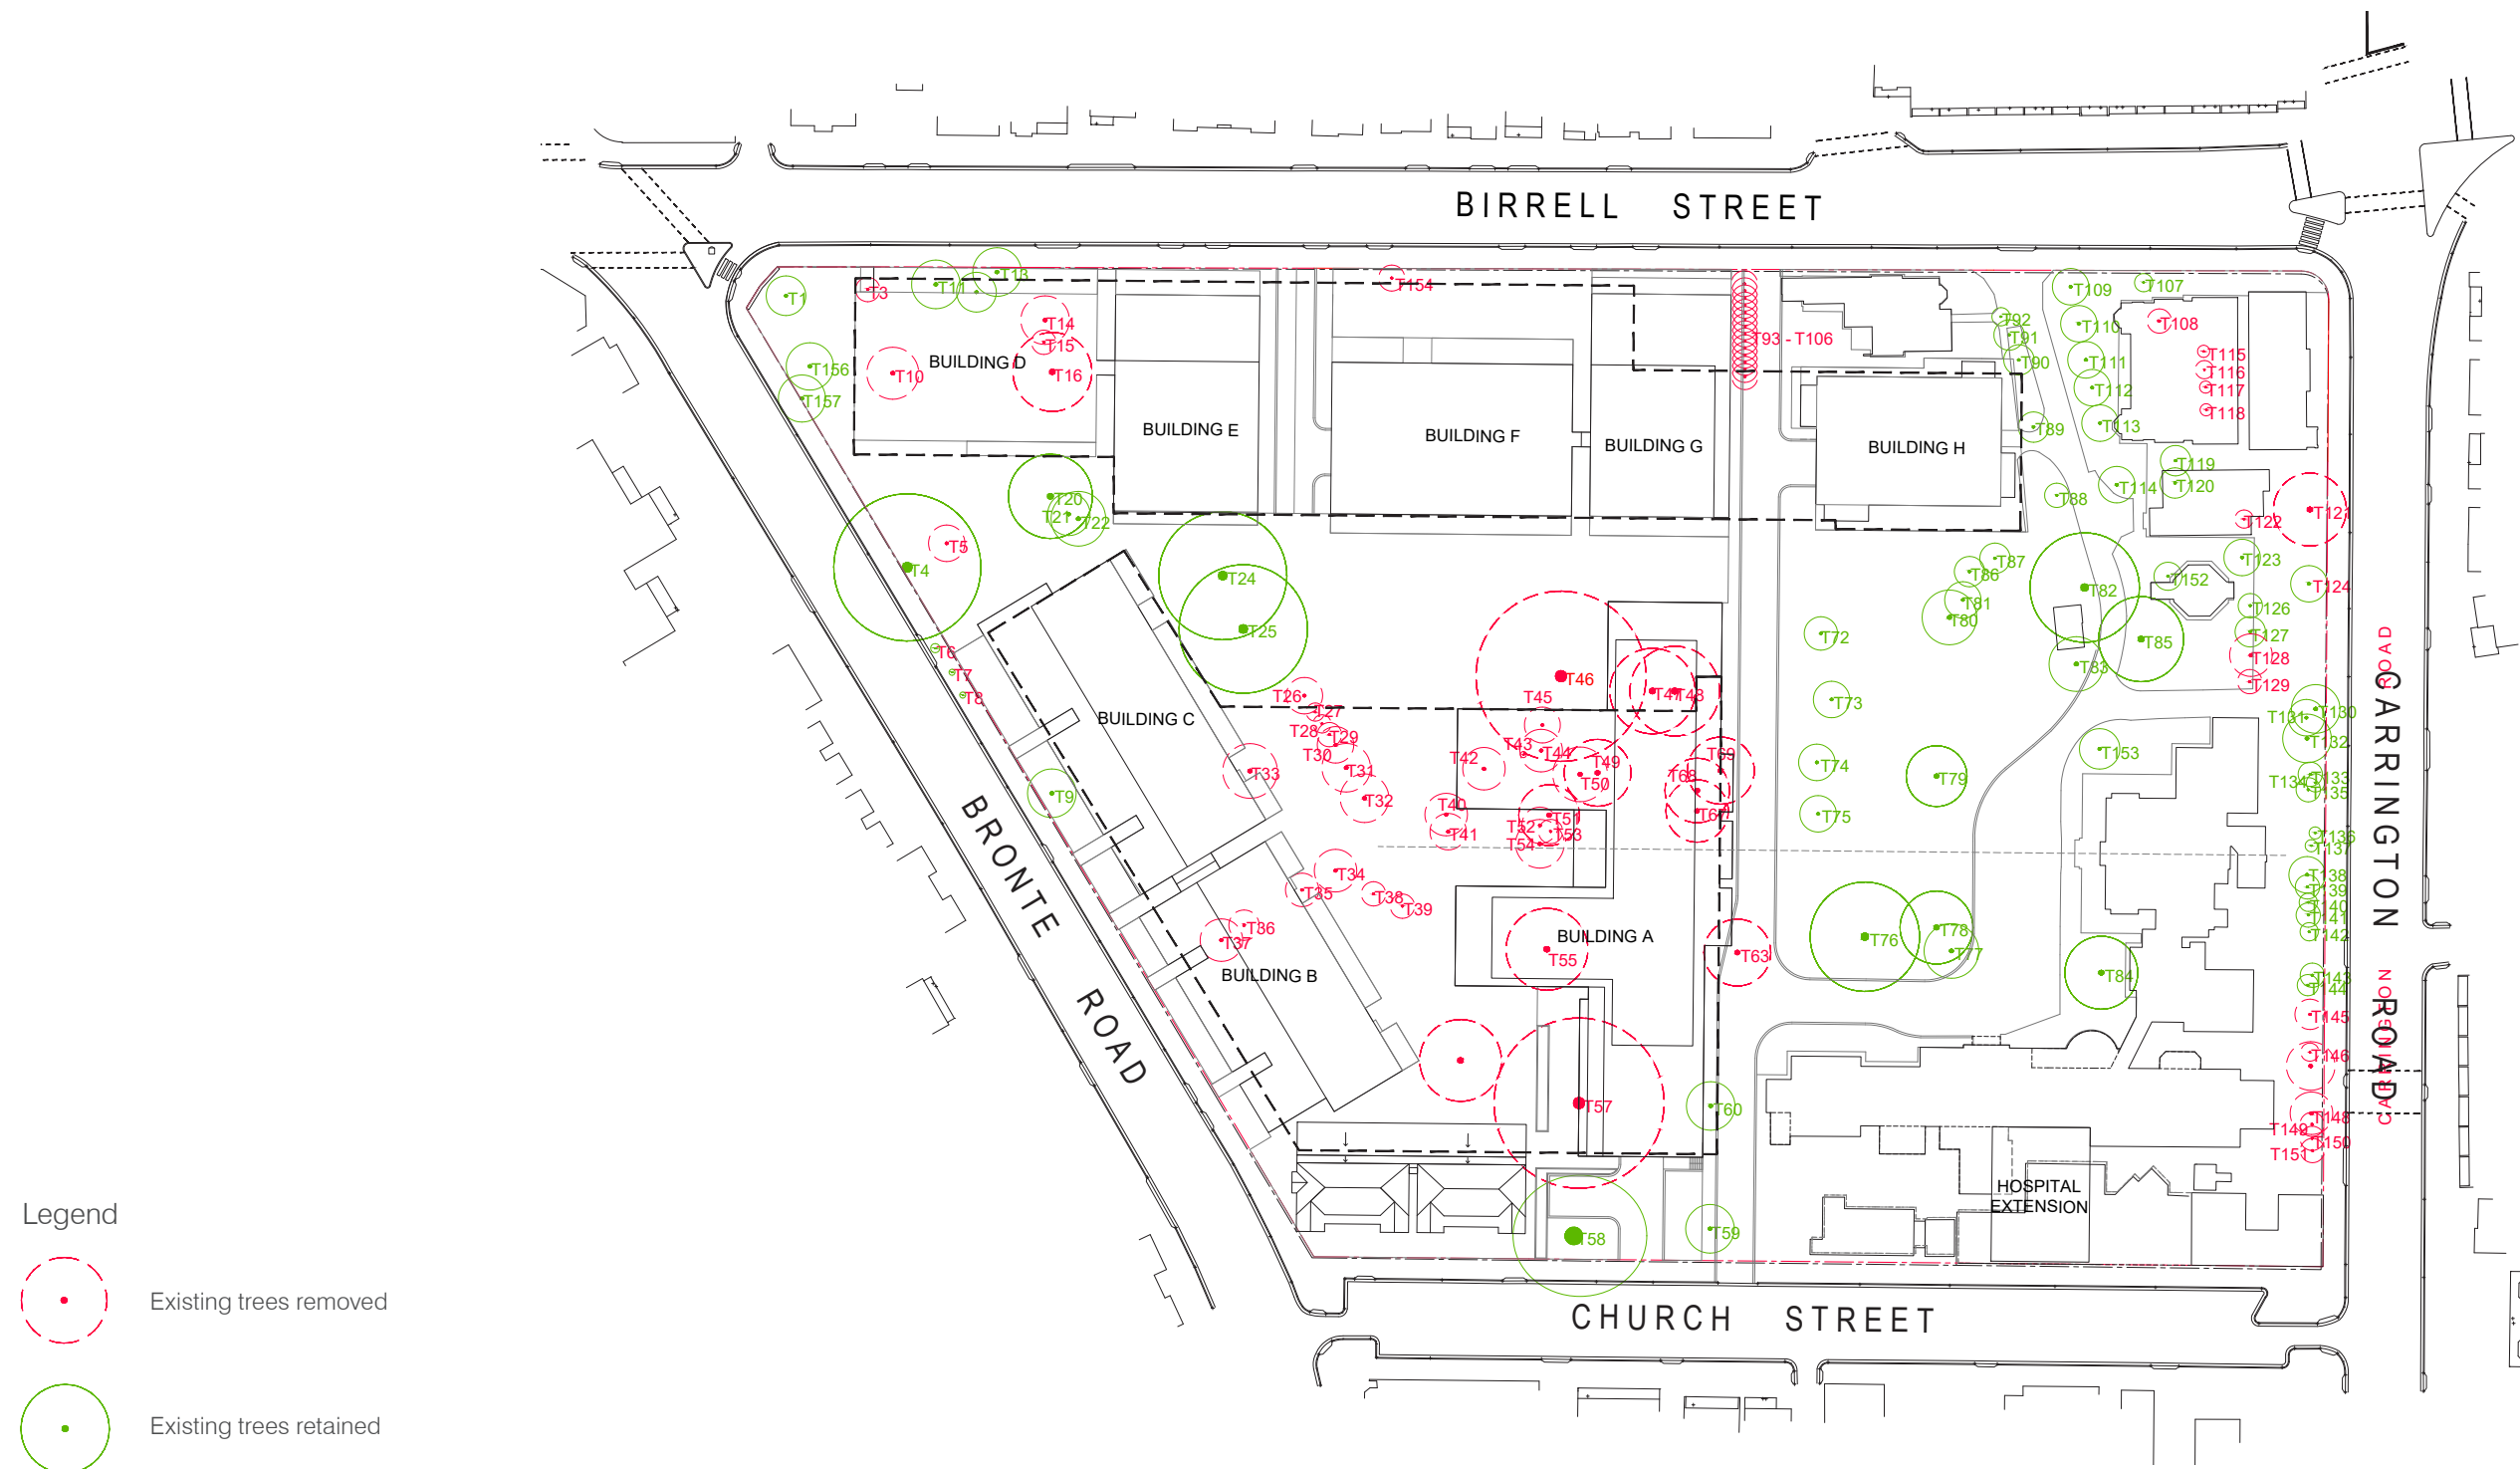 BIRRELL STREET
T13
T11
T1
T3
T154
T109
T107
T14
T15
T92
T110
T108
T91
T93 - T106
BUILDING D
T156
T10
T16
T90
T111
T115
T116
T117
T112
T157
T118
T89
T113
BUILDING E
BUILDING F
BUILDING G
BUILDING H
T119
T120
T114
T20
T88
T21
T22
T121
T122
T5
T4
T24
T87
T86
T123
T152
T82
T124
T81
T126
T80
T25
T72
T127
T85
T6
T128
T83
T7
T46
T129
T8
T26
T45
T47
T48
T73
T27
T130
T131
BUILDING C
T28
T29
T43
T44
T132
T30
T42
T49
T69
T153
T31
T33
T74
T68
T79
T133
T134
T50
T135
T9
T32
T40
T51
T67
T75
T52
T41
T53
T136
T54
T137
T34
T138
T35
T38
T139
T39
T140
T141
T36
T142
T37
BUILDING A
T78
T76
T77
T55
T63
BUILDING B
T84
T143
T144
T145
T146
T57
T60
T148
T149
T150
T151
HOSPITAL
EXTENSION
T59
T58
BRONTE ROAD
CARRINGTON ROAD
CARRINGTON ROAD
CHURCH STREET
Legend
Existing trees removed
Existing trees retained